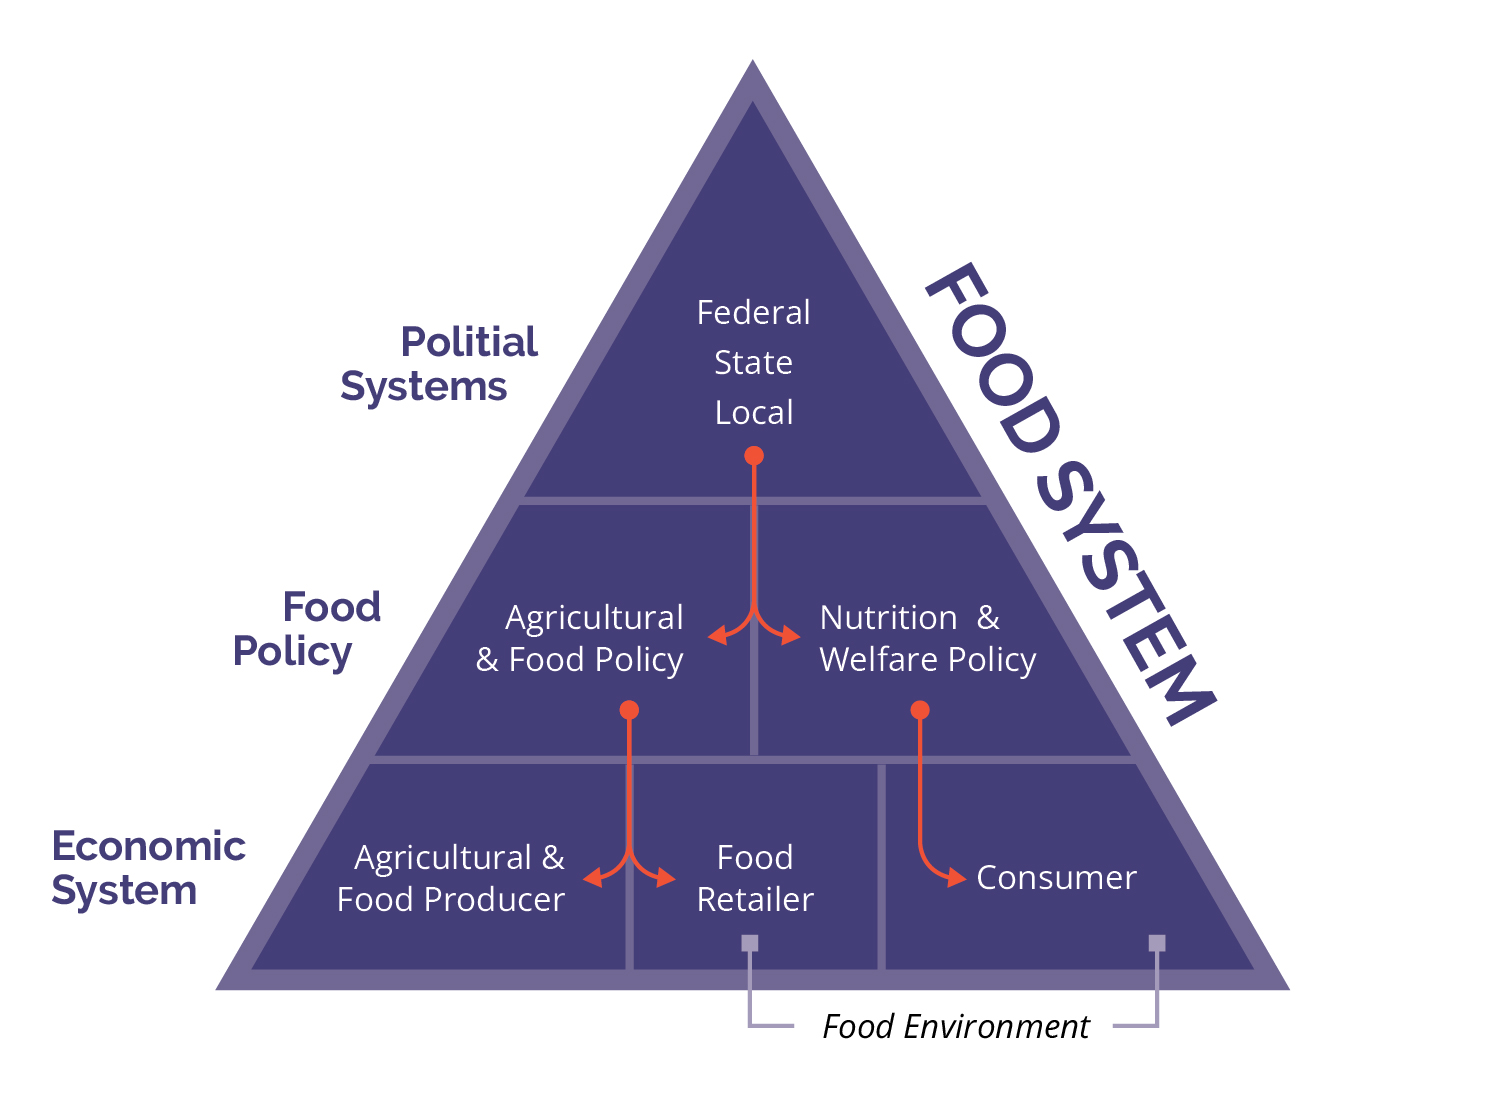 Federal
State
Local
Politial
Systems
FOOD SYSTEM
Food
Policy
Agricultural
& Food Policy
Nutrition &
Welfare Policy
Economic
System
Agricultural &
Food Producer
Food
Retailer
Consumer
Food Environment